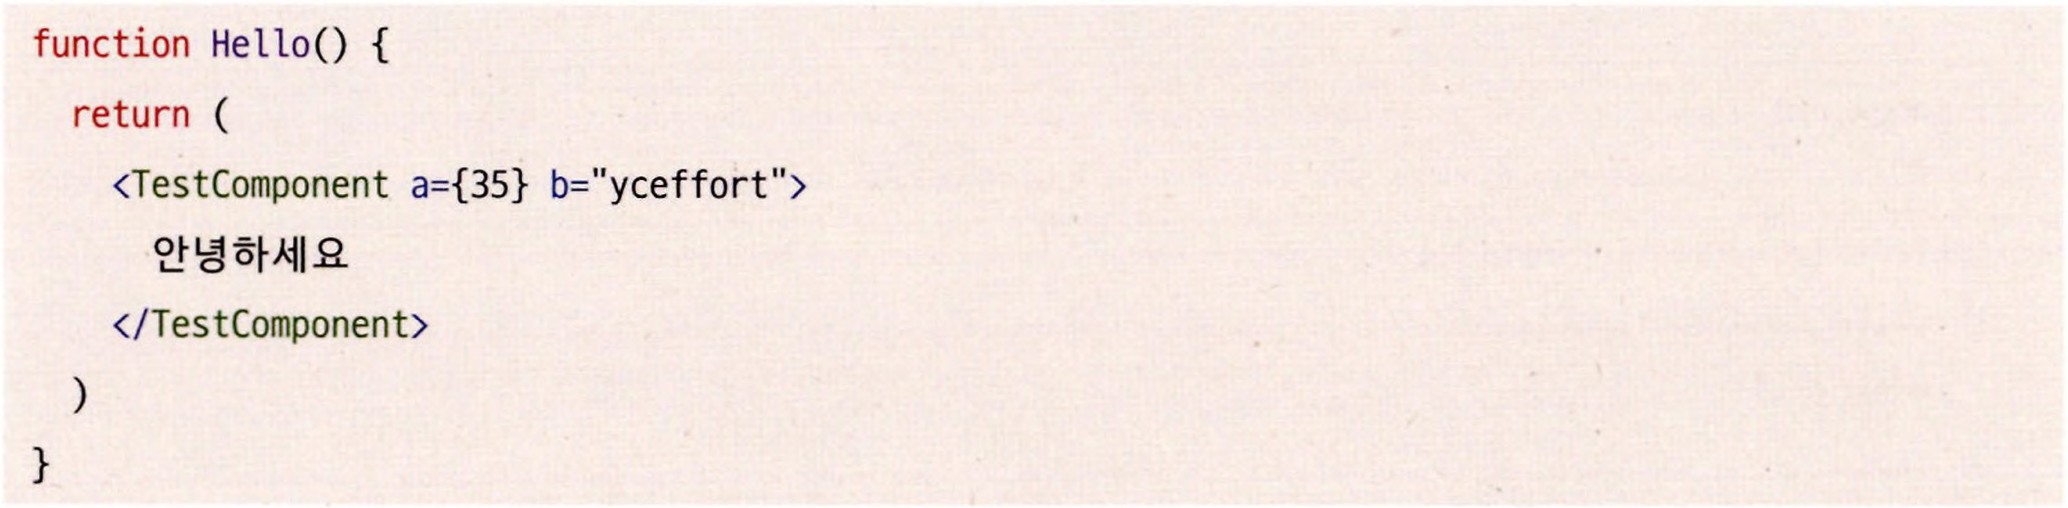 function Hello() {
  return (
    <TestComponent a={35} b="yceffort">
      안녕하세요
    </TestComponent>
  )
}